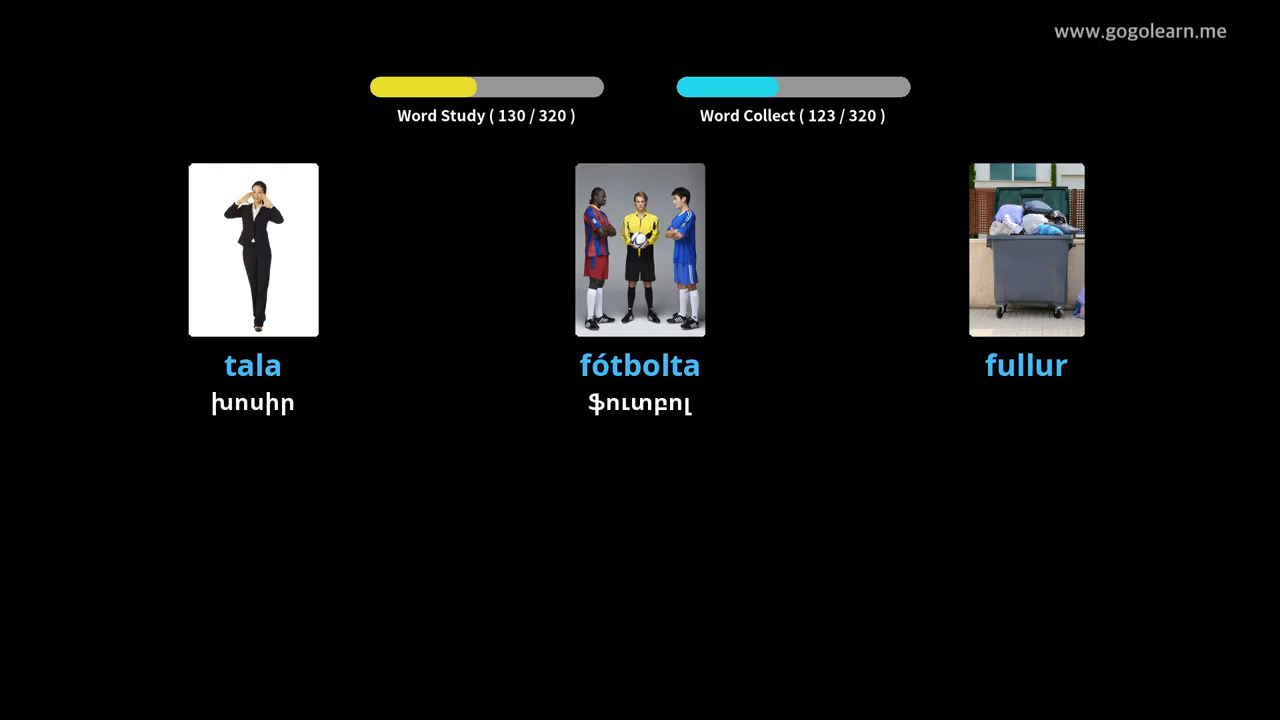 www.gogolearn.me
Word Study ( 130 / 320 )
Word Collect ( 123 / 320 )
tala
fótbolta
fullur
խոսիր
ֆուտբոլ